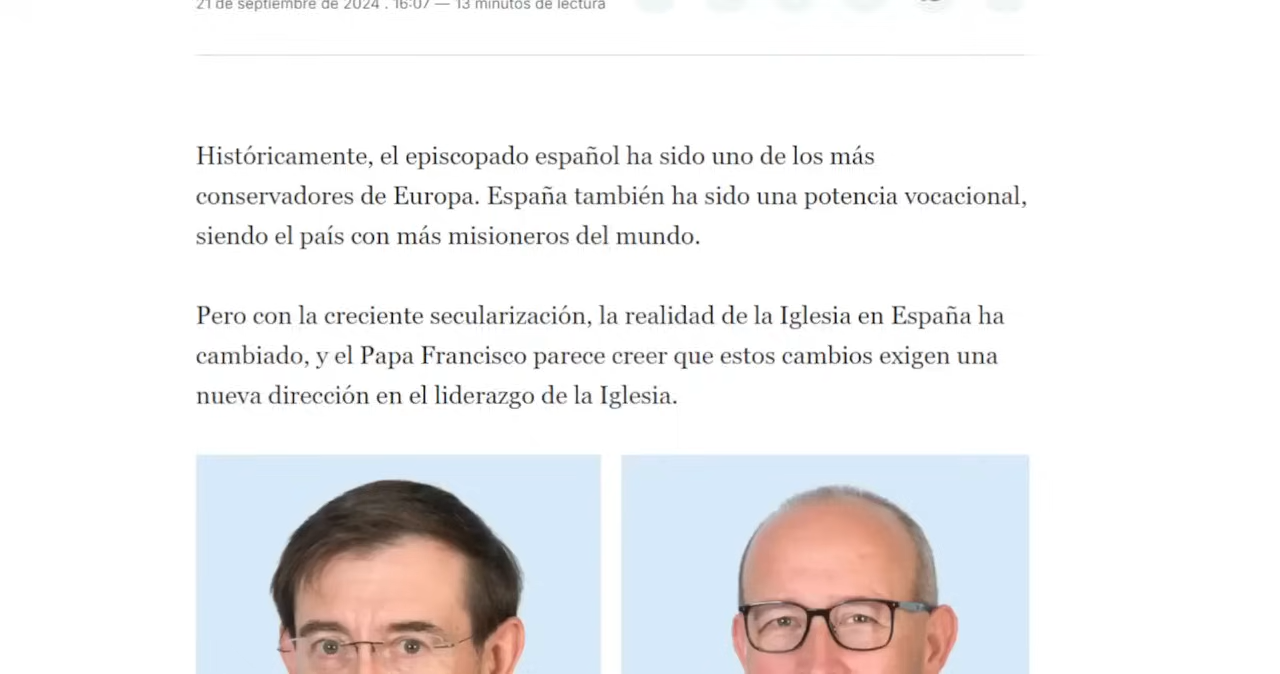 21 de septiembre de 2024 . 16:07 — 13 minutos de lectura
Históricamente, el episcopado español ha sido uno de los más
conservadores de Europa. España también ha sido una potencia vocacional,
siendo el país con más misioneros del mundo.
Pero con la creciente secularización, la realidad de la Iglesia en España ha
cambiado, y el Papa Francisco parece creer que estos cambios exigen una
nueva dirección en el liderazgo de la Iglesia.